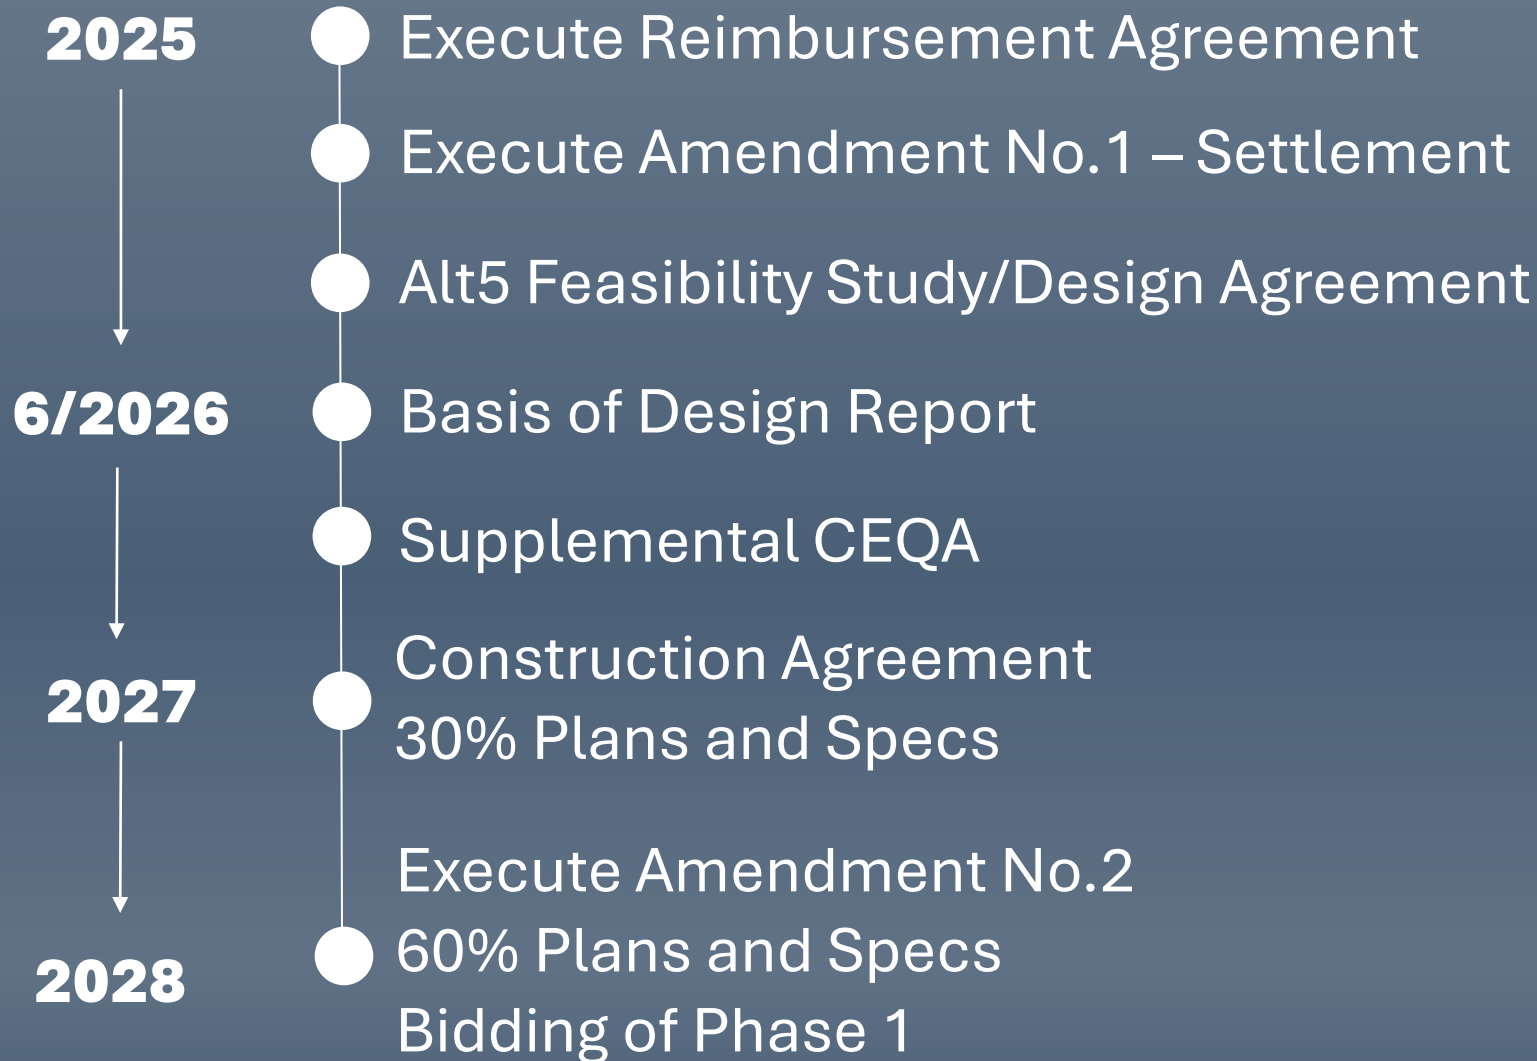 2025
Execute Reimbursement Agreement
Execute Amendment No.1 – Settlement
Alt5 Feasibility Study/Design Agreement
6/2026
Basis of Design Report
Supplemental CEQA
2027
Construction Agreement
30% Plans and Specs
2028
Execute Amendment No.2
60% Plans and Specs
Bidding of Phase 1